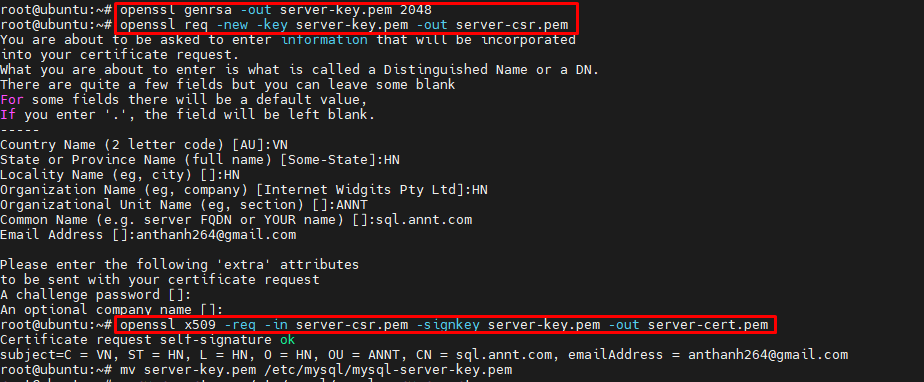 root@ubuntu:~# openssl genrsa -out server-key.pem 2048
root@ubuntu:~# openssl req -new -key server-key.pem -out server-csr.pem
You are about to be asked to enter information that will be incorporated
into your certificate request.
What you are about to enter is what is called a Distinguished Name or a DN.
There are quite a few fields but you can leave some blank
For some fields there will be a default value,
If you enter '.', the field will be left blank.
-----
Country Name (2 letter code) [AU]:VN
State or Province Name (full name) [Some-State]:HN
Locality Name (eg, city) []:HN
Organization Name (eg, company) [Internet Widgits Pty Ltd]:HN
Organizational Unit Name (eg, section) []:ANNT
Common Name (e.g. server FQDN or YOUR name) []:sql.annt.com
Email Address []:anthanh264@gmail.com
Please enter the following 'extra' attributes
to be sent with your certificate request
A challenge password []:
An optional company name []:
root@ubuntu:~# openssl x509 -req -in server-csr.pem -signkey server-key.pem -out server-cert.pem
Certificate request self-signature ok
subject=C = VN, ST = HN, L = HN, O = HN, OU = ANNT, CN = sql.annt.com, emailAddress = anthanh264@gmail.com
root@ubuntu:~# mv server-key.pem /etc/mysql/mysql-server-key.pem